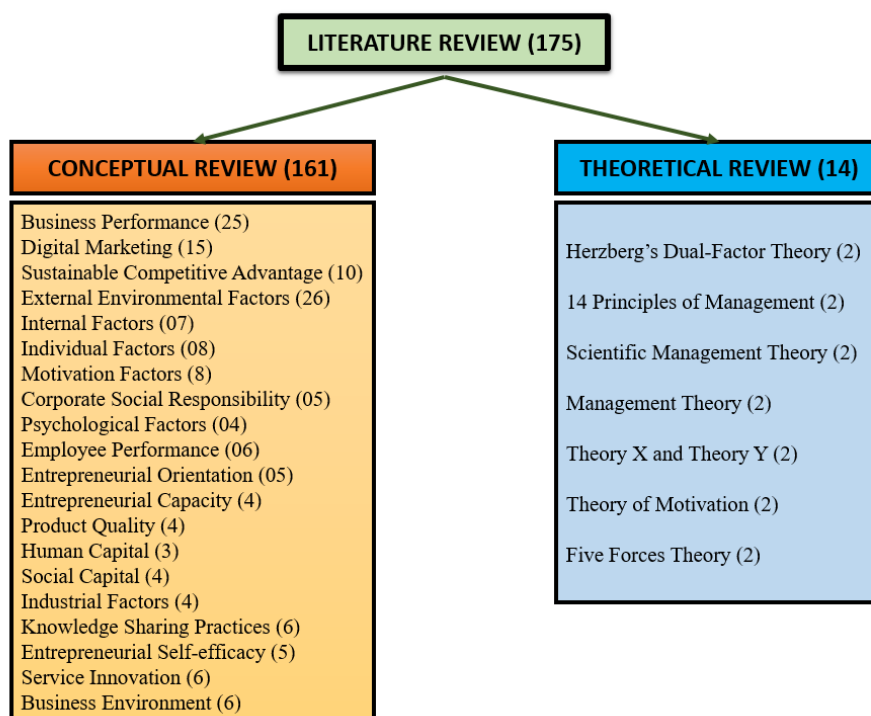 LITERATURE REVIEW (175)
CONCEPTUAL REVIEW (161)
Business Performance (25)
Digital Marketing (15)
Sustainable Competitive Advantage (10)
External Environmental Factors (26)
Internal Factors (07)
Individual Factors (08)
Motivation Factors (8)
Corporate Social Responsibility (05)
Psychological Factors (04)
Employee Performance (06)
Entrepreneurial Orientation (05)
Entrepreneurial Capacity (4)
Product Quality (4)
Human Capital (3)
Social Capital (4)
Industrial Factors (4)
Knowledge Sharing Practices (6)
Entrepreneurial Self-efficacy (5)
Service Innovation (6)
Business Environment (6)
THEORETICAL REVIEW (14)
Herzberg’s Dual-Factor Theory (2)
14 Principles of Management (2)
Scientific Management Theory (2)
Management Theory (2)
Theory X and Theory Y (2)
Theory of Motivation (2)
Five Forces Theory (2)